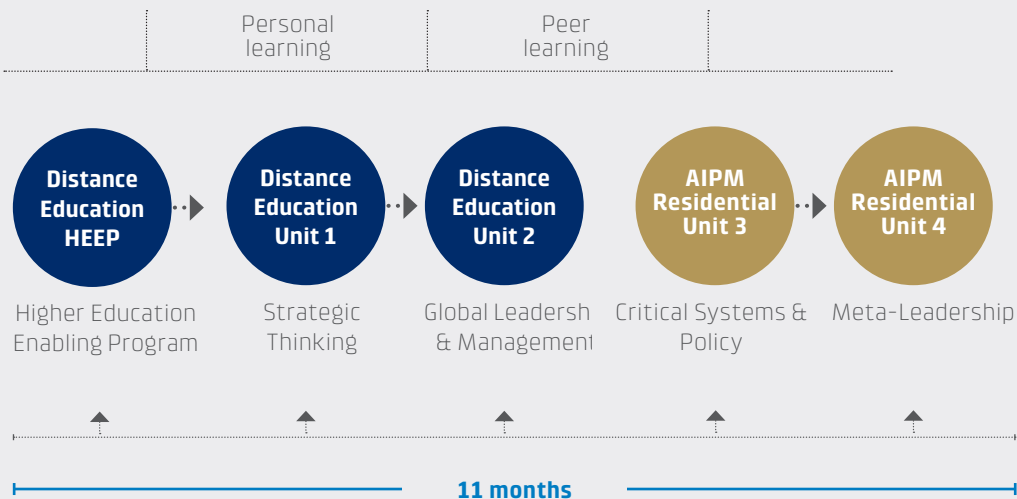 Personal
learning
Peer
learning
Distance
Education
HEEP
Distance
Education
Unit 1
Distance
Education
Unit 2
AIPM
Residential
Unit 3
AIPM
Residential
Unit 4
Higher Education
Enabling Program
Strategic
Thinking
Global Leadersh
& Management
Critical Systems &
Policy
Meta-Leadership
11 months